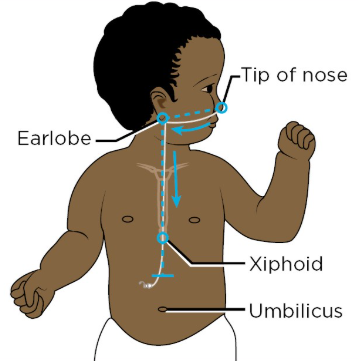 Tip of nose
Earlobe
Xiphoid
Umbilicus